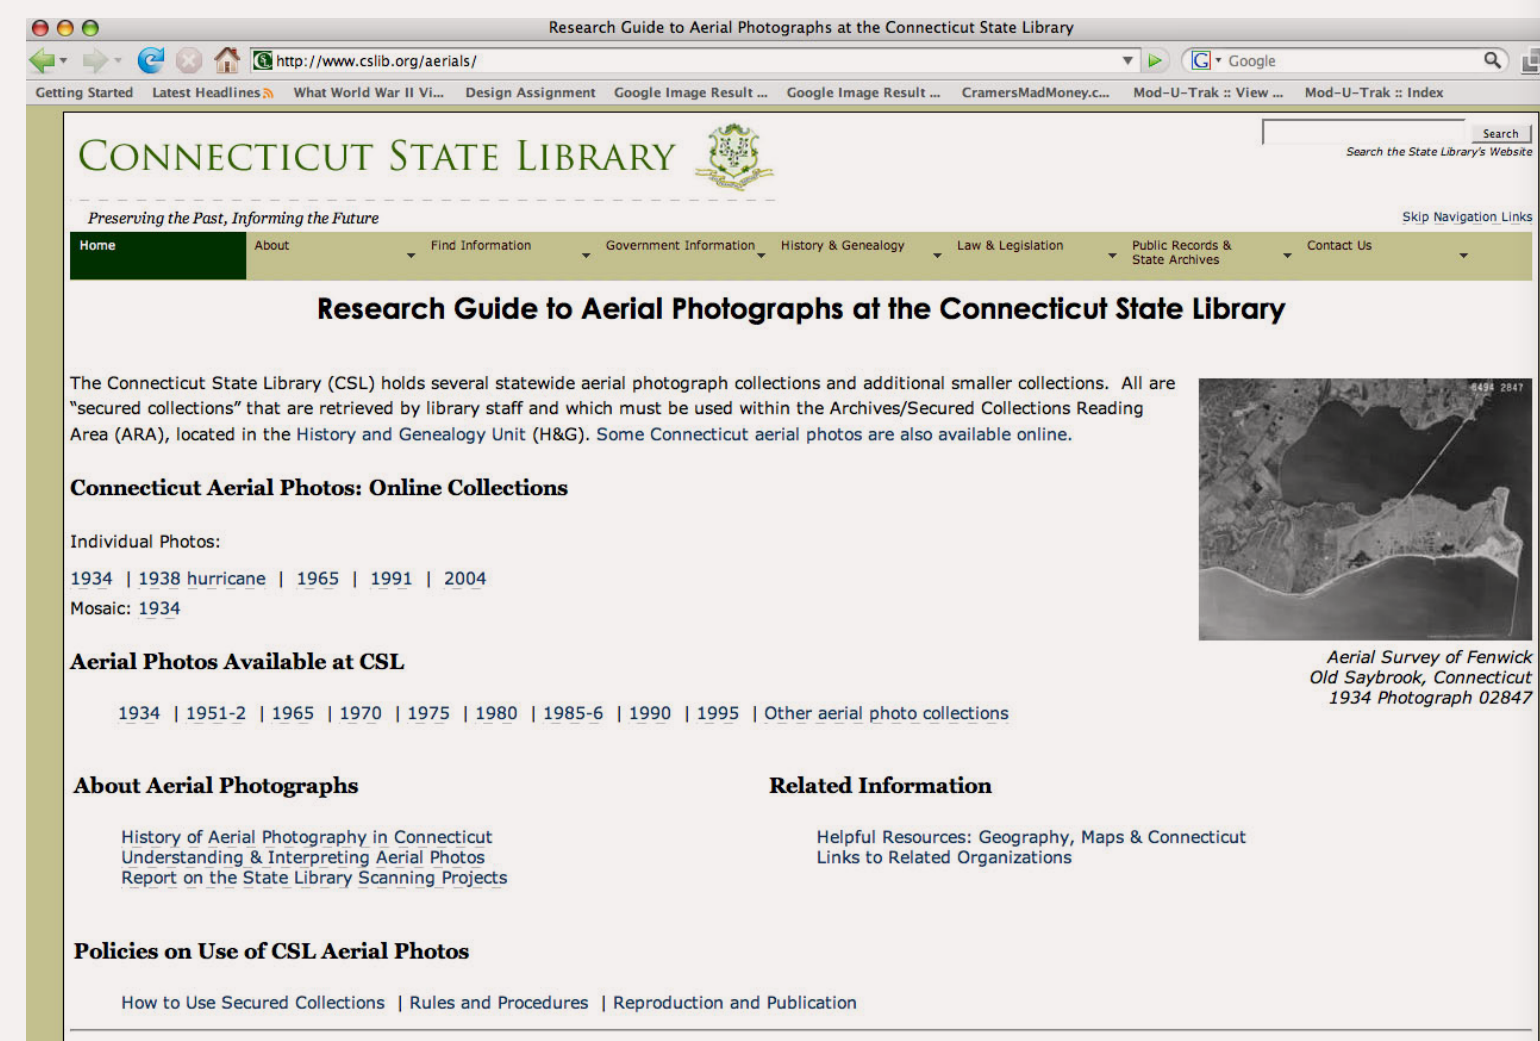 Research Guide to Aerial Photographs at the Connecticut State Library
http://www.cslib.org/aerials/
Google
Getting Started Latest Headlines What World War II Vi... Design Assignment Google Image Result ... Google Image Result ... CramersMadMoney.c... Mod-U-Trak :: View ... Mod-U-Trak :: Index
CONNECTICUT STATE LIBRARY
Search
Search the State Library's Website
Preserving the Past, Informing the Future
Skip Navigation Links
Home About Find Information Government Information History & Genealogy Law & Legislation Public Records & Contact Us
State Archives
Research Guide to Aerial Photographs at the Connecticut State Library
The Connecticut State Library (CSL) holds several statewide aerial photograph collections and additional smaller collections. All are
"secured collections" that are retrieved by library staff and which must be used within the Archives/Secured Collections Reading
Area (ARA), located in the History and Genealogy Unit (H&G). Some Connecticut aerial photos are also available online.
6494 2847
Connecticut Aerial Photos: Online Collections
Individual Photos:
1934 | 1938 hurricane | 1965 | 1991 | 2004
Mosaic: 1934
Aerial Photos Available at CSL
Aerial Survey of Fenwick
Old Saybrook, Connecticut
1934 Photograph 02847
1934 | 1951-2 | 1965 | 1970 | 1975 | 1980 | 1985-6 | 1990 | 1995 | Other aerial photo collections
About Aerial Photographs
History of Aerial Photography in Connecticut
Understanding & Interpreting Aerial Photos
Report on the State Library Scanning Projects
Related Information
Helpful Resources: Geography, Maps & Connecticut
Links to Related Organizations
Policies on Use of CSL Aerial Photos
How to Use Secured Collections | Rules and Procedures | Reproduction and Publication